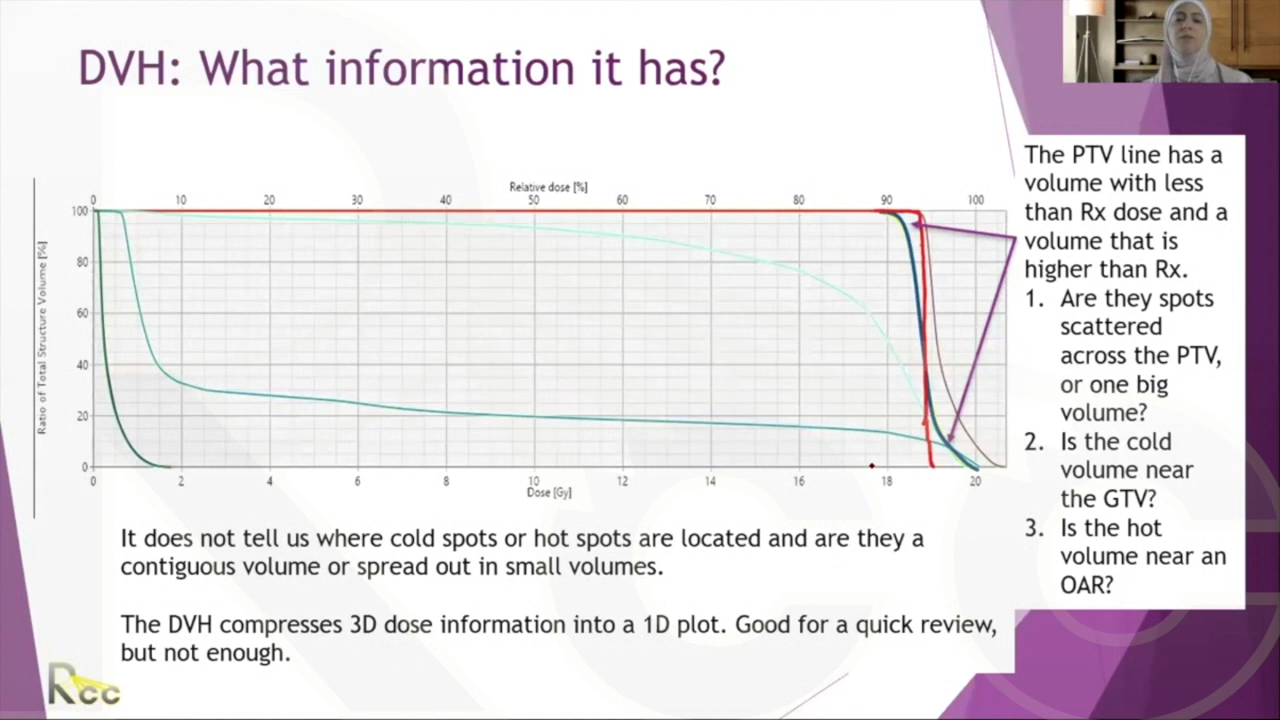 DVH: What information it has?
Relative dose [%]
0 10 20 30 40 50 60 70 80 90 100
100
80
60
40
20
0
Ratio of Total Structure Volume [%]
0 2 4 6 8 10 12 14 16 18 20
Dose [Gy]
The PTV line has a
volume with less
than Rx dose and a
volume that is
higher than Rx.
1. Are they spots
scattered
across the PTV,
or one big
volume?
2. Is the cold
volume near
the GTV?
3. Is the hot
volume near an
OAR?
It does not tell us where cold spots or hot spots are located and are they a
contiguous volume or spread out in small volumes.
The DVH compresses 3D dose information into a 1D plot. Good for a quick review,
but not enough.
Rcc